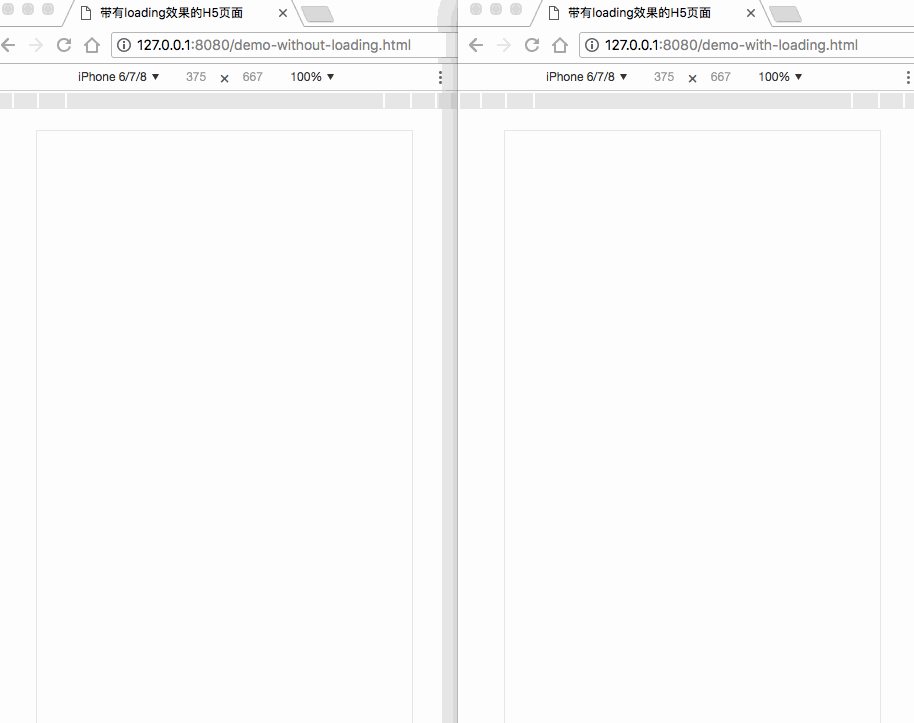 带有loading效果的H5页面
127.0.0.1:8080/demo-without-loading.html
iPhone 6/7/8 ▼ 375 × 667 100% ▼
带有loading效果的H5页面
127.0.0.1:8080/demo-with-loading.html
iPhone 6/7/8 ▼ 375 × 667 100% ▼